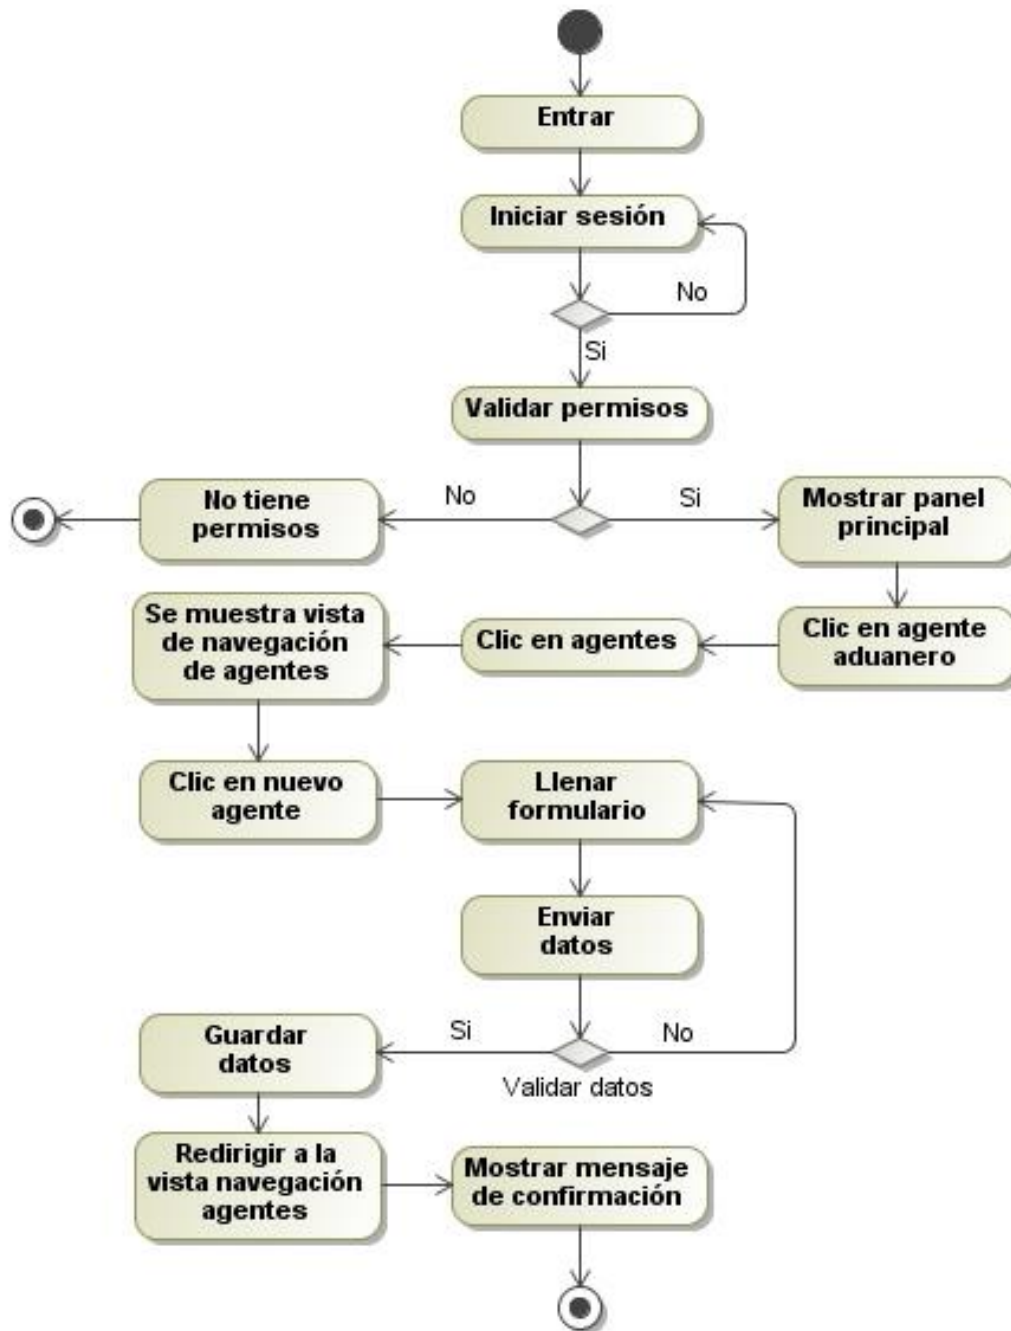 Entrar
Iniciar sesión
No
Si
Validar permisos
No tiene
permisos
No
Si
Mostrar panel
principal
Se muestra vista
de navegación
de agentes
Clic en agentes
Clic en agente
aduanero
Clic en nuevo
agente
Llenar
formulario
Enviar
datos
Guardar
datos
Si
No
Validar datos
Redirigir a la
vista navegación
agentes
Mostrar mensaje
de confirmación